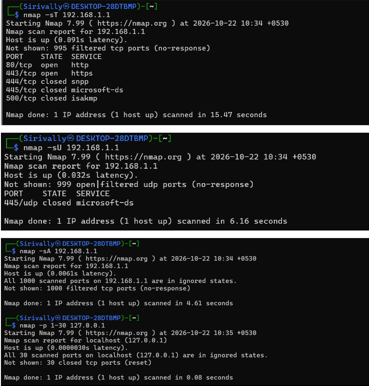 ┌──(Sirivally㉿DESKTOP-28DTBMP)-[~]
└─$ nmap -sT 192.168.1.1
Starting Nmap 7.99 ( https://nmap.org ) at 2026-10-22 10:34 +0530
Nmap scan report for 192.168.1.1
Host is up (0.091s latency).
Not shown: 995 filtered tcp ports (no-response)
PORT    STATE  SERVICE
80/tcp  open   http
443/tcp open   https
444/tcp closed snpp
445/tcp closed microsoft-ds
500/tcp closed isakmp
Nmap done: 1 IP address (1 host up) scanned in 15.47 seconds
┌──(Sirivally㉿DESKTOP-28DTBMP)-[~]
└─$ nmap -sU 192.168.1.1
Starting Nmap 7.99 ( https://nmap.org ) at 2026-10-22 10:34 +0530
Nmap scan report for 192.168.1.1
Host is up (0.032s latency).
Not shown: 999 open|filtered udp ports (no-response)
PORT    STATE  SERVICE
445/udp closed microsoft-ds
Nmap done: 1 IP address (1 host up) scanned in 6.16 seconds
┌──(Sirivally㉿DESKTOP-28DTBMP)-[~]
└─$ nmap -sA 192.168.1.1
Starting Nmap 7.99 ( https://nmap.org ) at 2026-10-22 10:34 +0530
Nmap scan report for 192.168.1.1
Host is up (0.0061s latency).
All 1000 scanned ports on 192.168.1.1 are in ignored states.
Not shown: 1000 filtered tcp ports (no-response)
Nmap done: 1 IP address (1 host up) scanned in 4.61 seconds
┌──(Sirivally㉿DESKTOP-28DTBMP)-[~]
└─$ nmap -p 1-30 127.0.0.1
Starting Nmap 7.99 ( https://nmap.org ) at 2026-10-22 10:35 +0530
Nmap scan report for localhost (127.0.0.1)
Host is up (0.0000030s latency).
All 30 scanned ports on localhost (127.0.0.1) are in ignored states.
Not shown: 30 closed tcp ports (reset)
Nmap done: 1 IP address (1 host up) scanned in 0.08 seconds